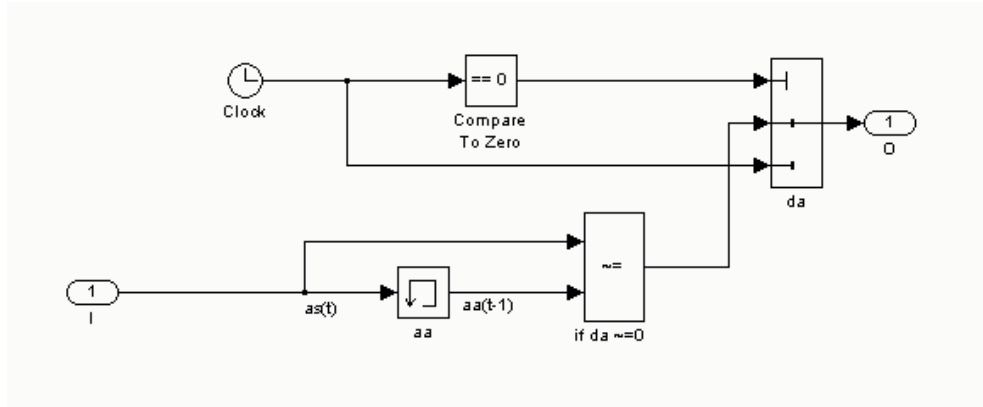 == 0
Clock
Compare
To Zero
1
O
da
~=
1
I
as(t)
aa
aa(t-1)
if da ~=0